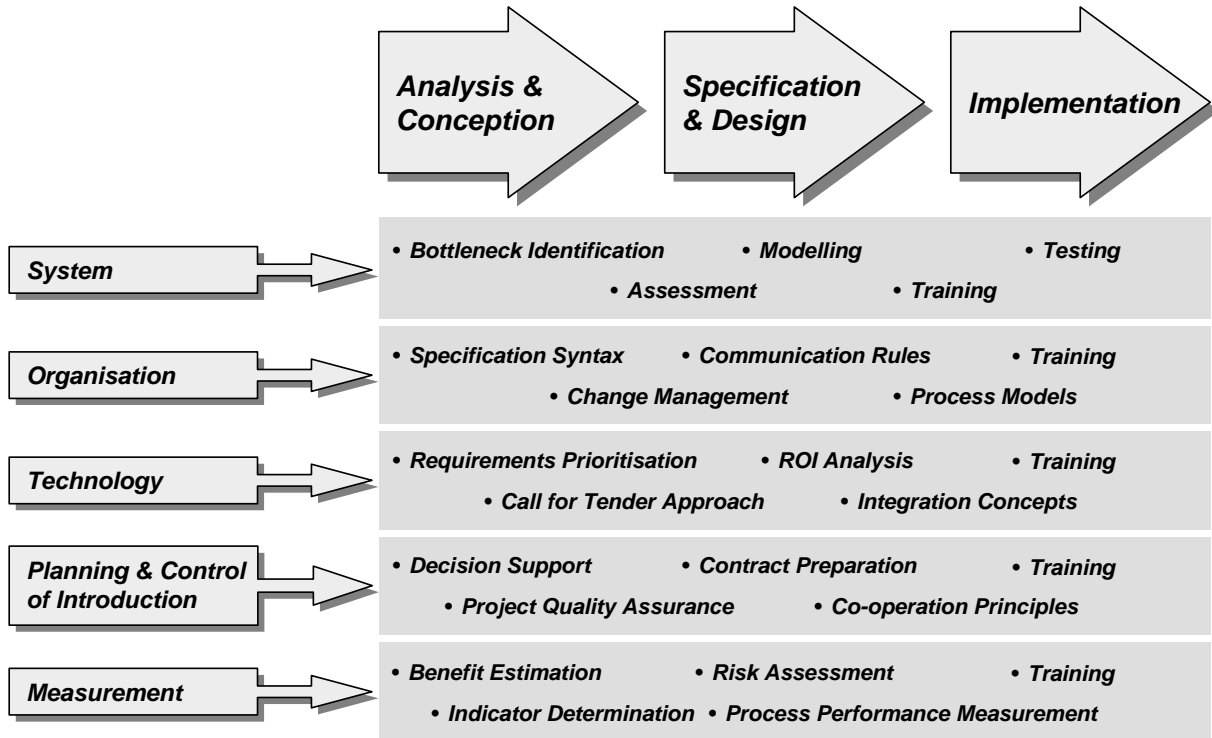 Analysis &
Conception
Specification
& Design
Implementation
System
• Bottleneck Identification • Modelling • Testing
• Assessment • Training
Organisation
• Specification Syntax • Communication Rules • Training
• Change Management • Process Models
Technology
• Requirements Prioritisation • ROI Analysis • Training
• Call for Tender Approach • Integration Concepts
Planning & Control
of Introduction
• Decision Support • Contract Preparation • Training
• Project Quality Assurance • Co-operation Principles
Measurement
• Benefit Estimation • Risk Assessment • Training
• Indicator Determination • Process Performance Measurement